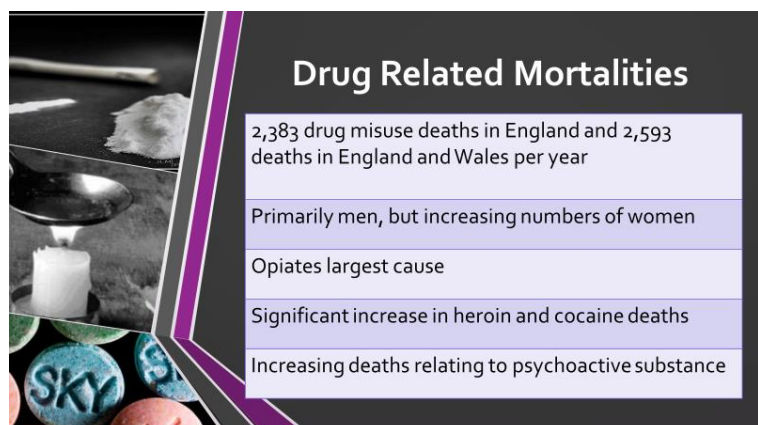 Drug Related Mortalities
2,383 drug misuse deaths in England and 2,593
deaths in England and Wales per year
Primarily men, but increasing numbers of women
Opiates largest cause
Significant increase in heroin and cocaine deaths
Increasing deaths relating to psychoactive substance
SKY